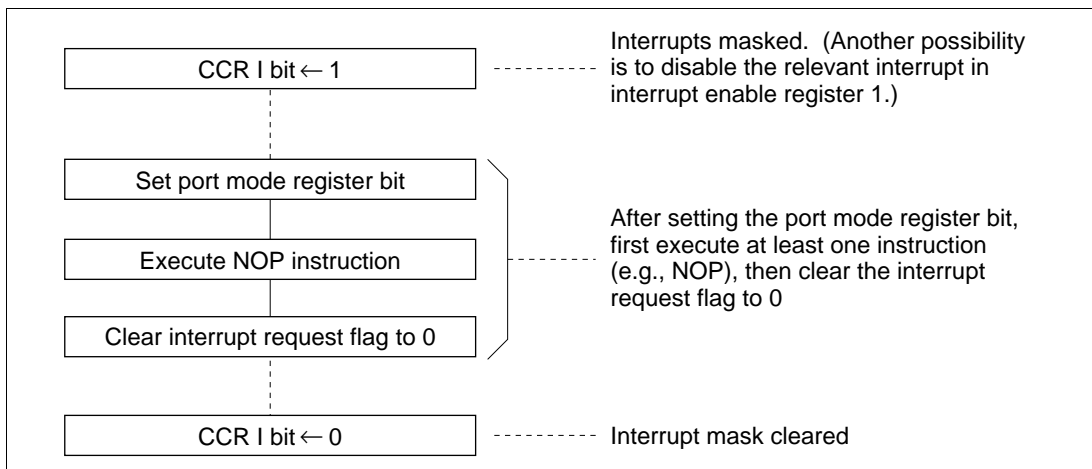 CCR I bit ← 1
Interrupts masked. (Another possibility
is to disable the relevant interrupt in
interrupt enable register 1.)
Set port mode register bit
Execute NOP instruction
Clear interrupt request flag to 0
After setting the port mode register bit,
first execute at least one instruction
(e.g., NOP), then clear the interrupt
request flag to 0
CCR I bit ← 0
Interrupt mask cleared